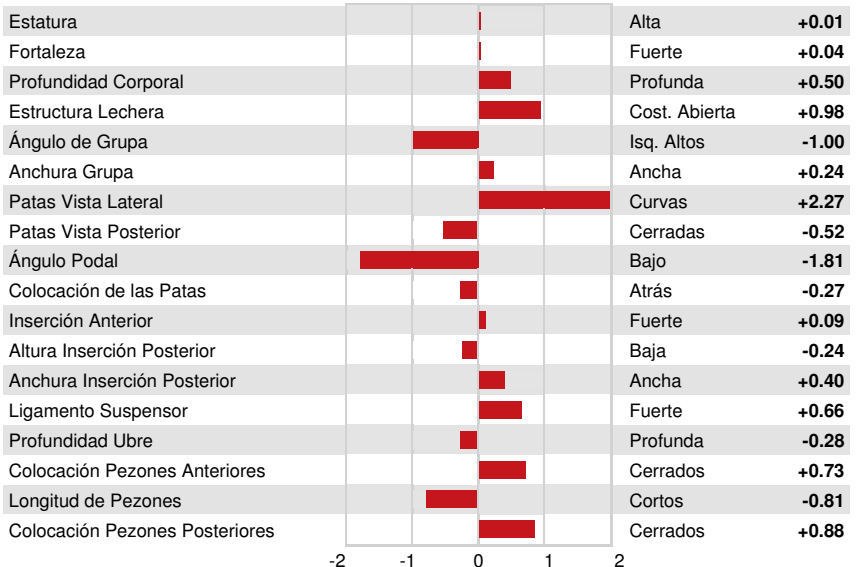 Estatura Alta +0.01
Fortaleza Fuerte +0.04
Profundidad Corporal Profunda +0.50
Estructura Lechera Cost. Abierta +0.98
Ángulo de Grupa Isq. Altos -1.00
Anchura Grupa Ancha +0.24
Patas Vista Lateral Curvas +2.27
Patas Vista Posterior Cerradas -0.52
Ángulo Podal Bajo -1.81
Colocación de las Patas Atrás -0.27
Inserción Anterior Fuerte +0.09
Altura Inserción Posterior Baja -0.24
Anchura Inserción Posterior Ancha +0.40
Ligamento Suspensor Fuerte +0.66
Profundidad Ubre Profunda -0.28
Colocación Pezones Anteriores Cerrados +0.73
Longitud de Pezones Cortos -0.81
Colocación Pezones Posteriores Cerrados +0.88
-2 -1 0 1 2